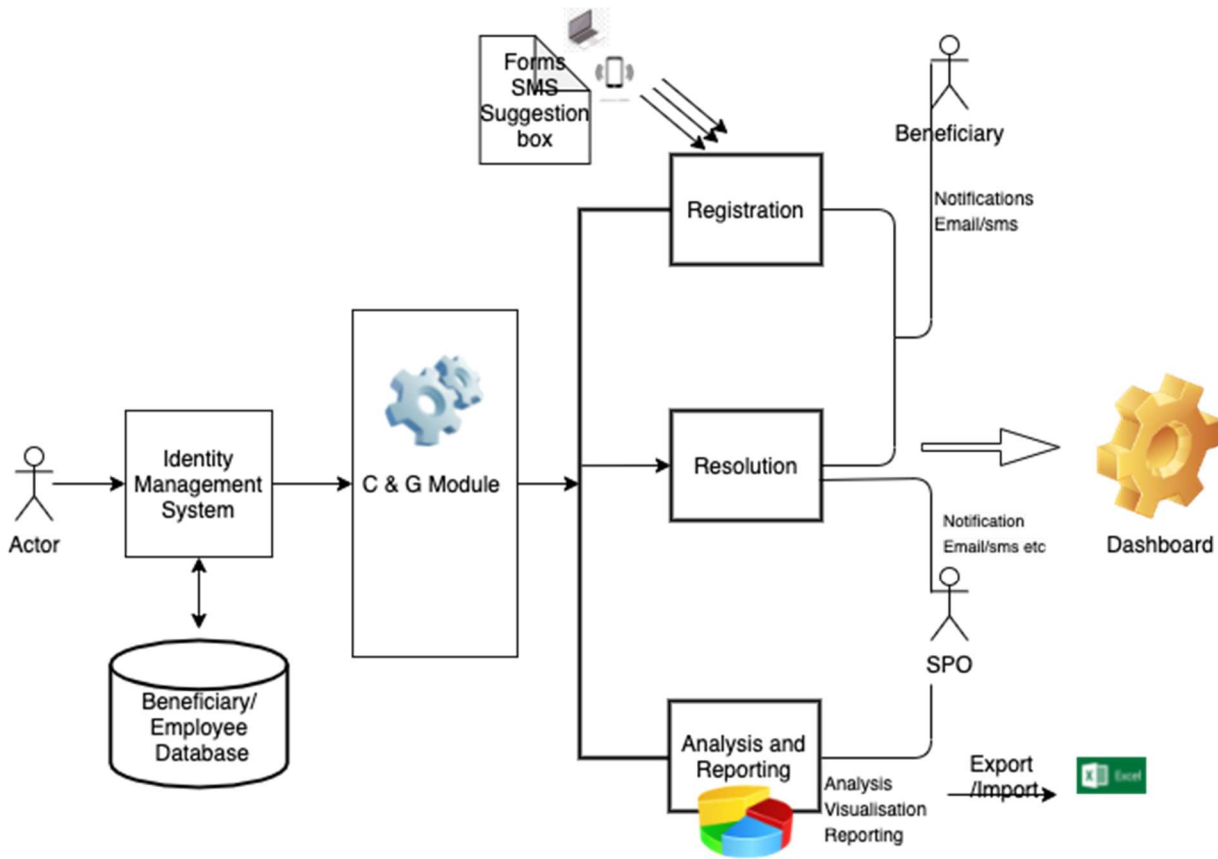 Forms
SMS
Suggestion
box
Beneficiary
Registration
Notifications
Email/sms
Identity
Management
System
C & G Module
Resolution
Actor
Notification
Email/sms etc
Dashboard
SPO
Beneficiary/
Employee
Database
Analysis and
Reporting
Analysis
Visualisation
Reporting
Export
/Import
Excel